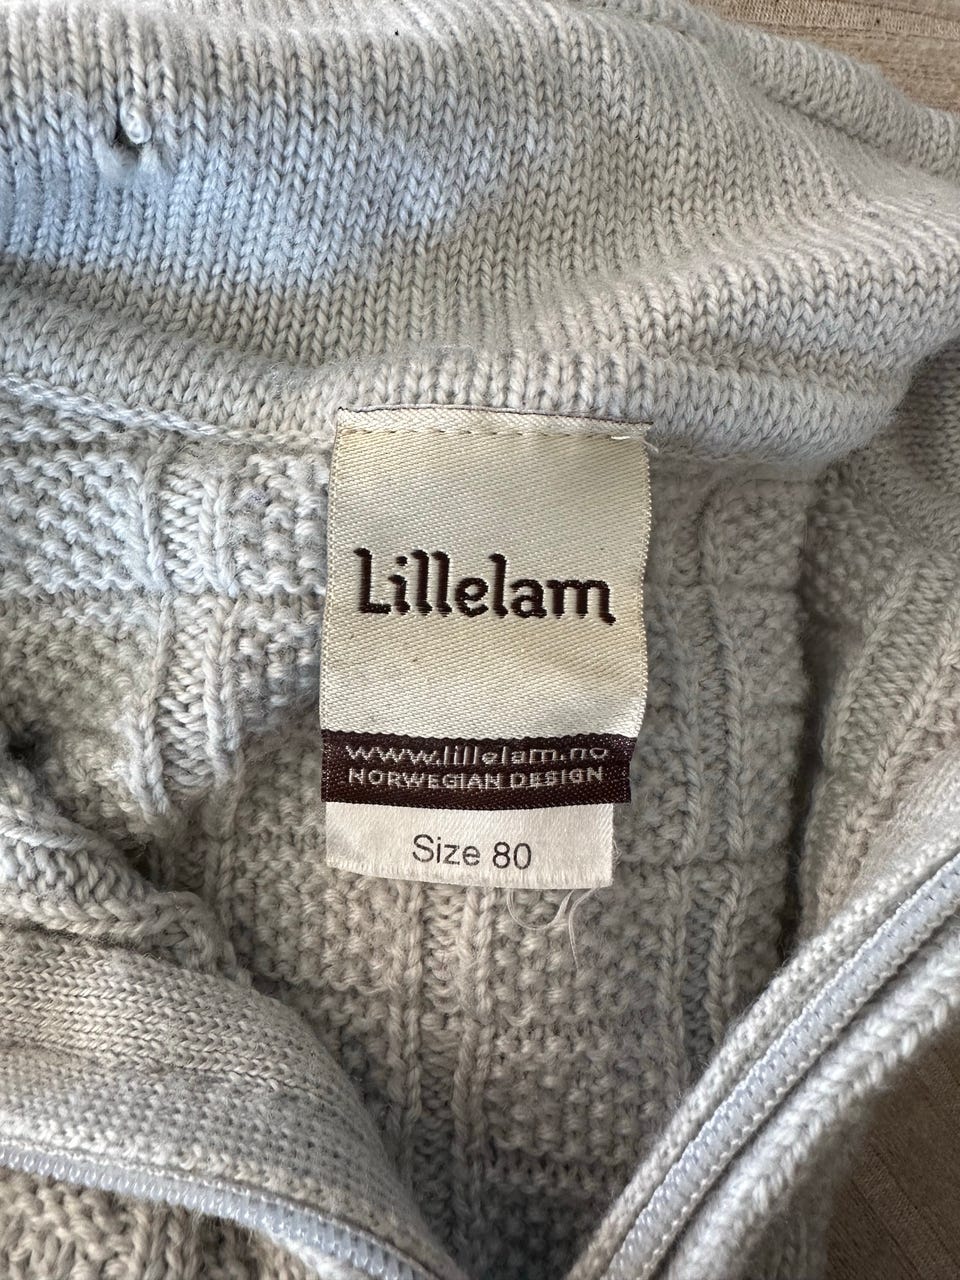 Lillelam
www.lillelam.no
NORWEGIAN DESIGN
Size 80